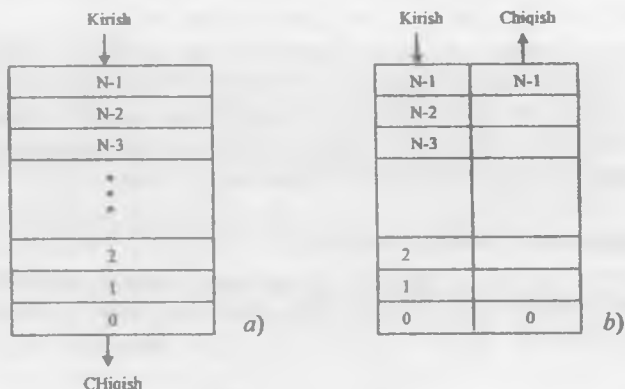 Kirish
N-1
N-2
N-3
2
1
0
a)
CHiqish
Kirish Chiqish
N-1 N-1
N-2
N-3
2
1
0 0
b)